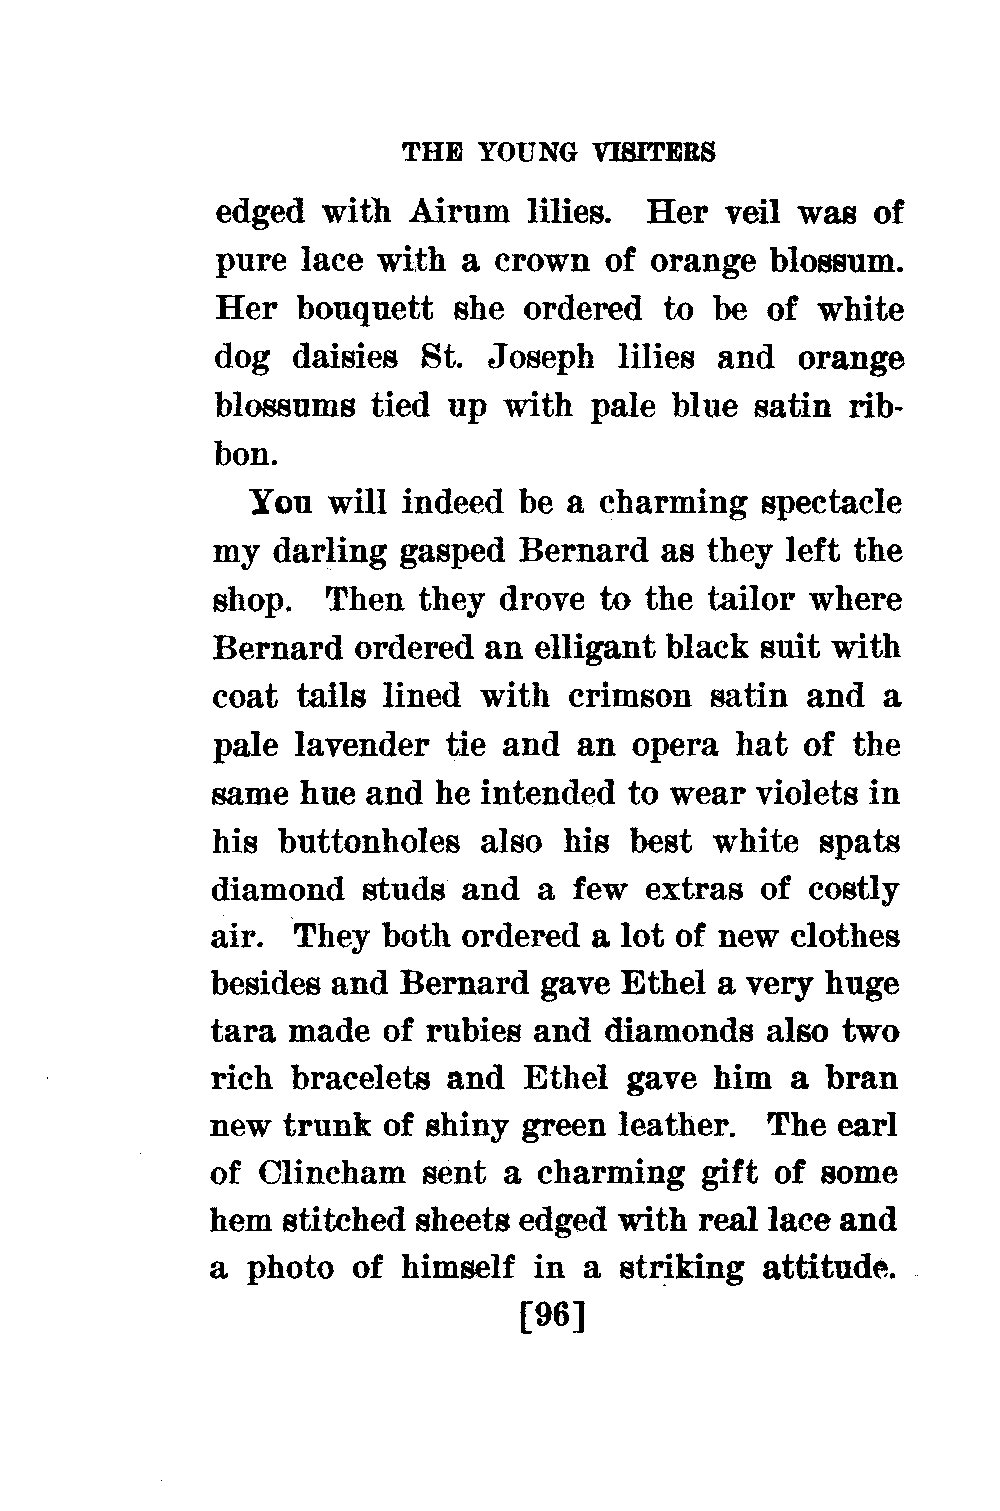 THE YOUNG VISITERS
edged with Airum lilies. Her veil was of
pure lace with a crown of orange blossum.
Her bouquett she ordered to be of white
dog daisies St. Joseph lilies and orange
blossums tied up with pale blue satin rib-
bon.
You will indeed be a charming spectacle
my darling gasped Bernard as they left the
shop. Then they drove to the tailor where
Bernard ordered an elligant black suit with
coat tails lined with crimson satin and a
pale lavender tie and an opera hat of the
same hue and he intended to wear violets in
his buttonholes also his best white spats
diamond studs and a few extras of costly
air. They both ordered a lot of new clothes
besides and Bernard gave Ethel a very huge
tara made of rubies and diamonds also two
rich bracelets and Ethel gave him a bran
new trunk of shiny green leather. The earl
of Clincham sent a charming gift of some
hem stitched sheets edged with real lace and
a photo of himself in a striking attitude.
[96]